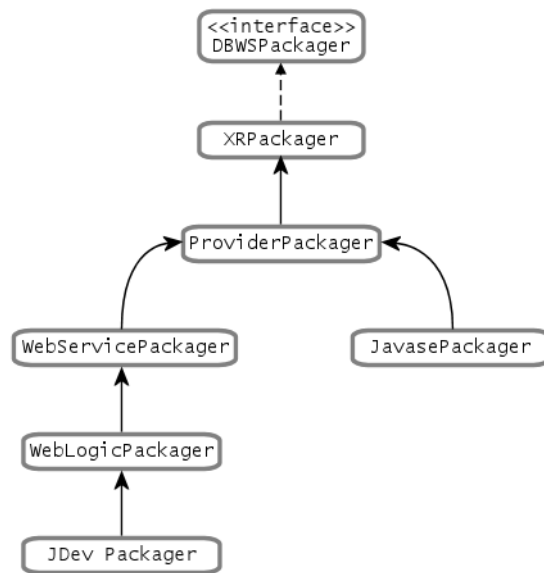 <<interface>>
DBWSPackager
XRPackager
ProviderPackager
WebServicePackager
JavasePackager
WebLogicPackager
JDev Packager